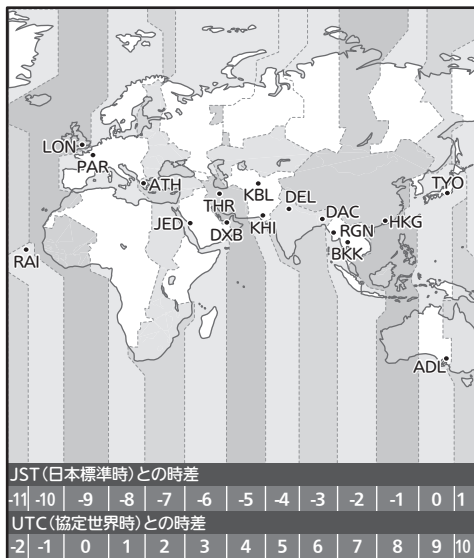 LON
PAR
ATH
THR
KBL
DEL
TYO
JED
DXB
KHI
DAC
RGN
HKG
RAI
BKK
ADL
JST(日本標準時)との時差
-11 -10 -9 -8 -7 -6 -5 -4 -3 -2 -1 0 1
UTC(協定世界時)との時差
-2 -1 0 1 2 3 4 5 6 7 8 9 10